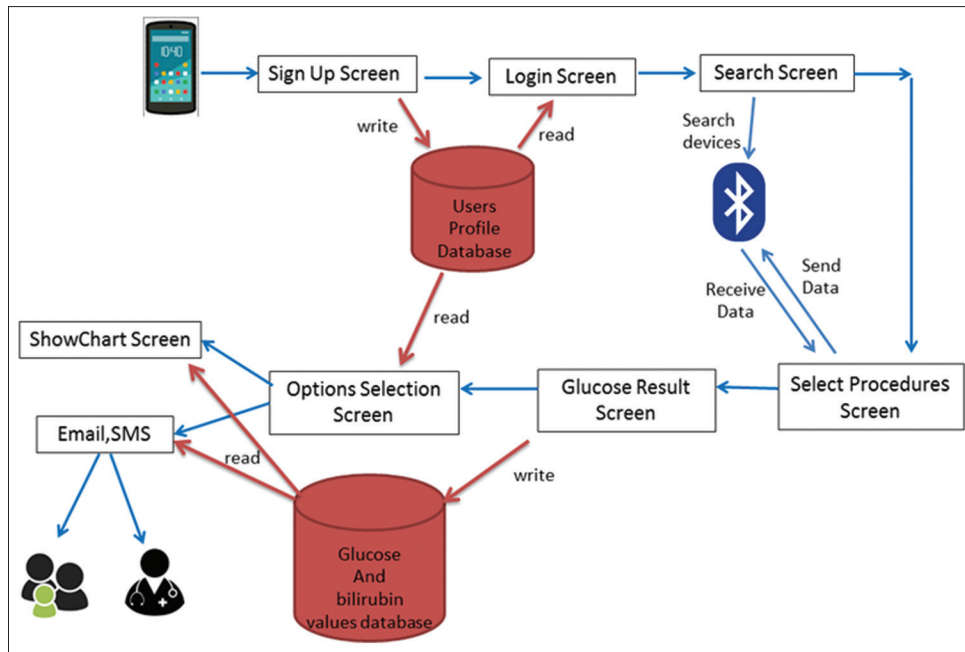 10:40
Sign Up Screen
Login Screen
Search Screen
write
read
Search
devices
Users
Profile
Database
Send
Data
Receive
Data
read
ShowChart Screen
Options Selection
Screen
Glucose Result
Screen
Select Procedures
Screen
Email,SMS
read
write
Glucose
And
bilirubin
values database